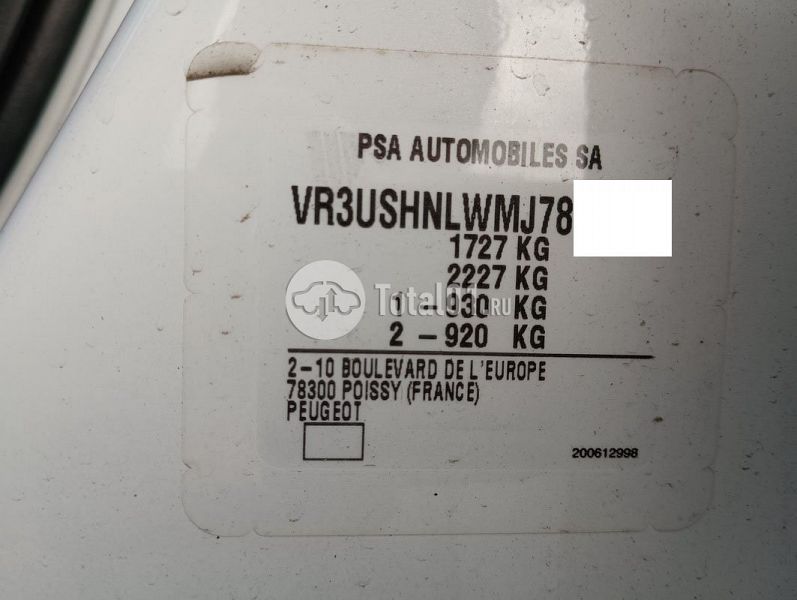 PSA AUTOMOBILES SA
VR3USHNLWMJ78
1727 KG
2227 KG
1 -930 KG
2 -920 KG
2-10 BOULEVARD DE L'EUROPE
78300 POISSY (FRANCE)
PEUGEOT
200612998